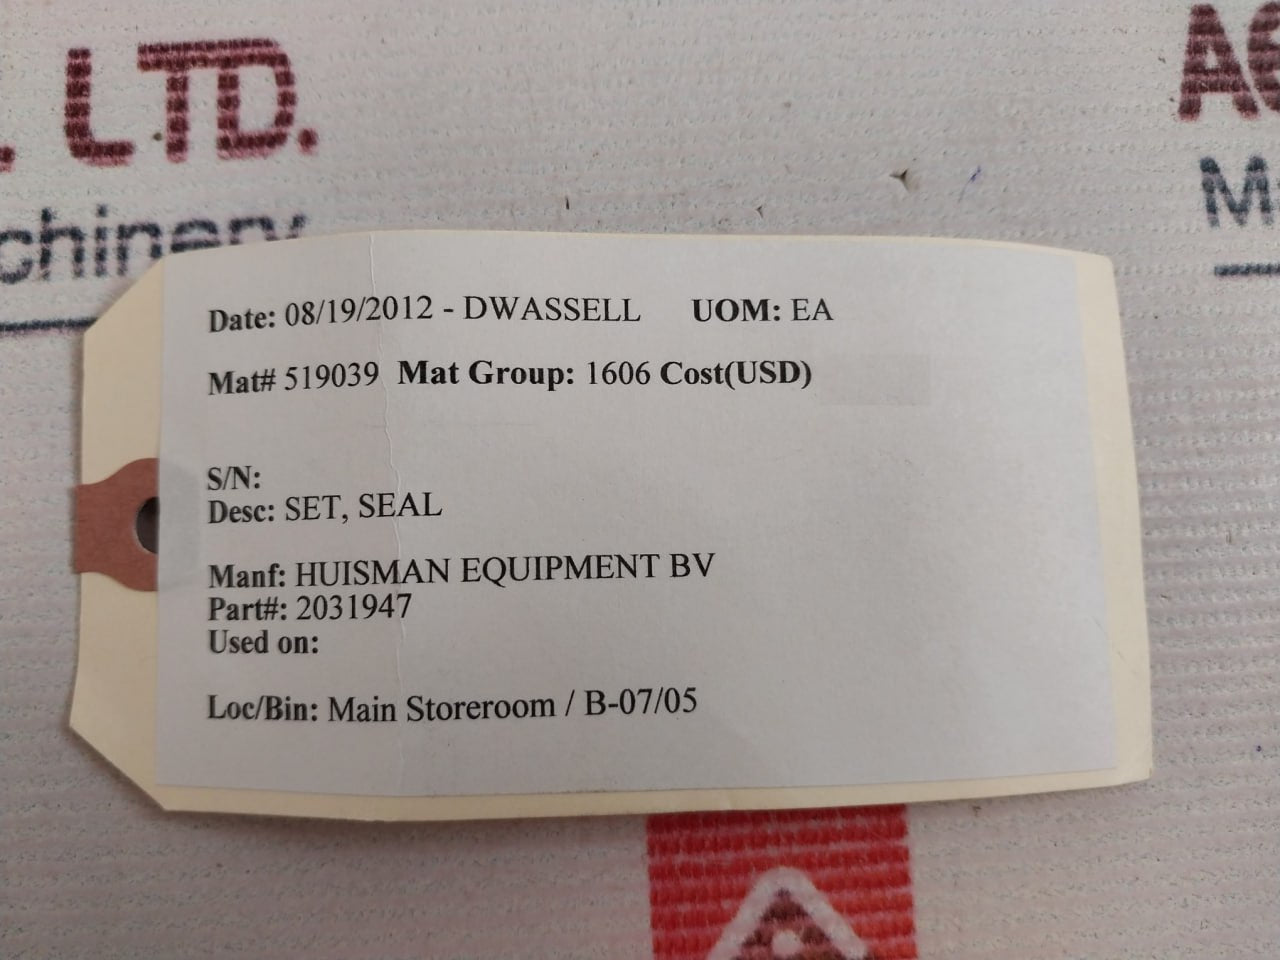 . LTD.
chinery
AC
M
Date: 08/19/2012 - DWASSELL UOM: EA
Mat# 519039 Mat Group: 1606 Cost(USD)
S/N:
Desc: SET, SEAL
Manf: HUISMAN EQUIPMENT BV
Part#: 2031947
Used on:
Loc/Bin: Main Storeroom / B-07/05